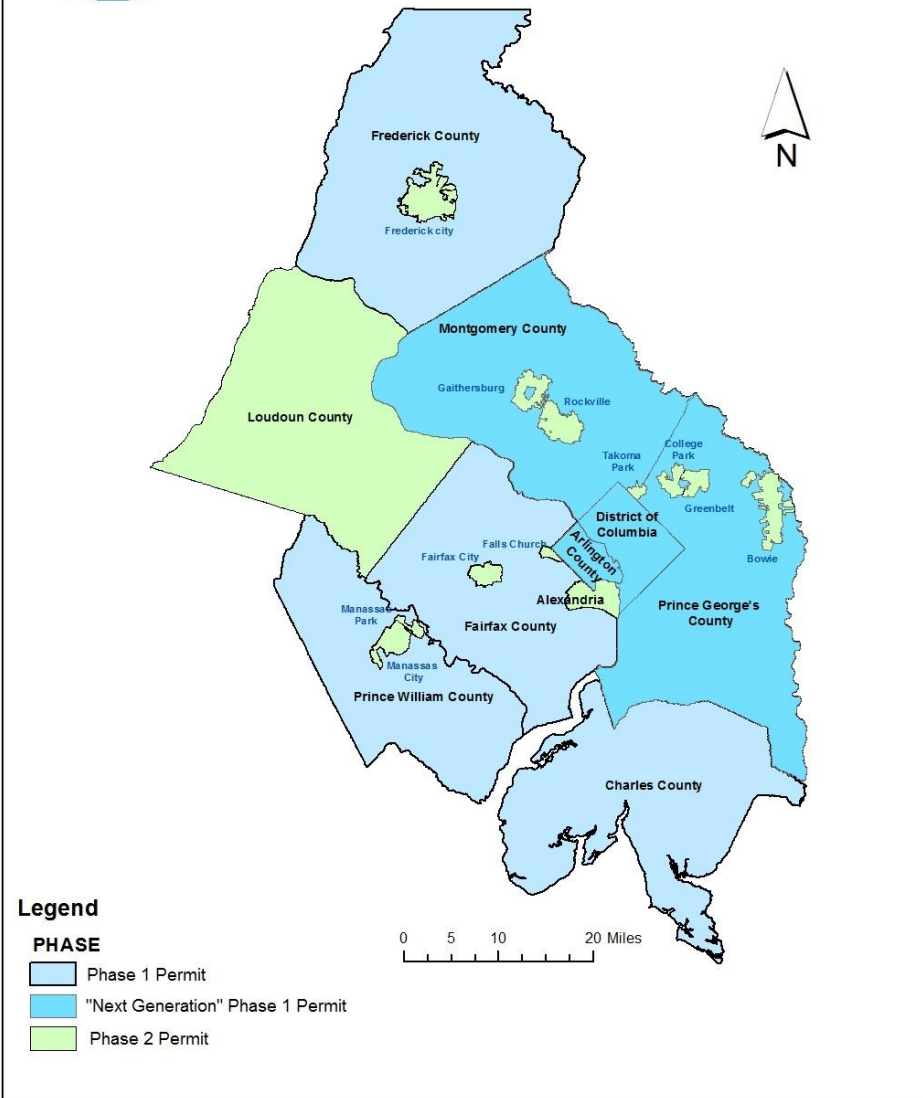 Frederick County
N
Frederick city
Montgomery County
Gaithersburg
Rockville
Loudoun County
College
Park
Takoma
Park
Greenbelt
District of
Columbia
Arlington
County
Falls Church
Fairfax City
Bowie
Alexandria
Prince George's
County
Manassas
Park
Fairfax County
Manassas
City
Prince William County
Charles County
Legend
PHASE
Phase 1 Permit
"Next Generation" Phase 1 Permit
Phase 2 Permit
0 5 10 20 Miles